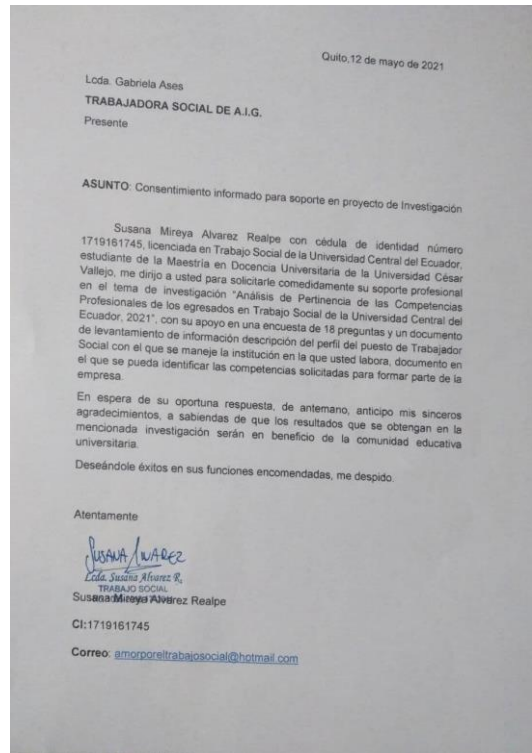 Quito,12 de mayo de 2021
Lcda. Gabriela Ases
TRABAJADORA SOCIAL DE A.I.G.
Presente
ASUNTO: Consentimiento informado para soporte en proyecto de Investigación
Susana Mireya Alvarez Realpe con cédula de identidad número
1719161745, licenciada en Trabajo Social de la Universidad Central del Ecuador,
estudiante de la Maestría en Docencia Universitaria de la Universidad César
Vallejo, me dirijo a usted para solicitarle comedidamente su soporte profesional
en el tema de investigación "Análisis de Pertinencia de las Competencias
Profesionales de los egresados en Trabajo Social de la Universidad Central del
Ecuador, 2021", con su apoyo en una encuesta de 18 preguntas y un documento
de levantamiento de información descripción del perfil del puesto de Trabajador
Social con el que se maneje la institución en la que usted labora, documento en
el que se pueda identificar las competencias solicitadas para formar parte de la
empresa.
En espera de su oportuna respuesta, de antemano, anticipo mis sinceros
agradecimientos, a sabiendas de que los resultados que se obtengan en la
mencionada investigación serán en beneficio de la comunidad educativa
universitaria.
Deseándole éxitos en sus funciones encomendadas, me despido.
Atentamente
SUSANA ALVAREZ
Lcda. Susana Alvarez R.
TRABAJO SOCIAL
Susana Mireya Alvarez Realpe
CI:1719161745
Correo: amorporeltrabajosocial@hotmail.com